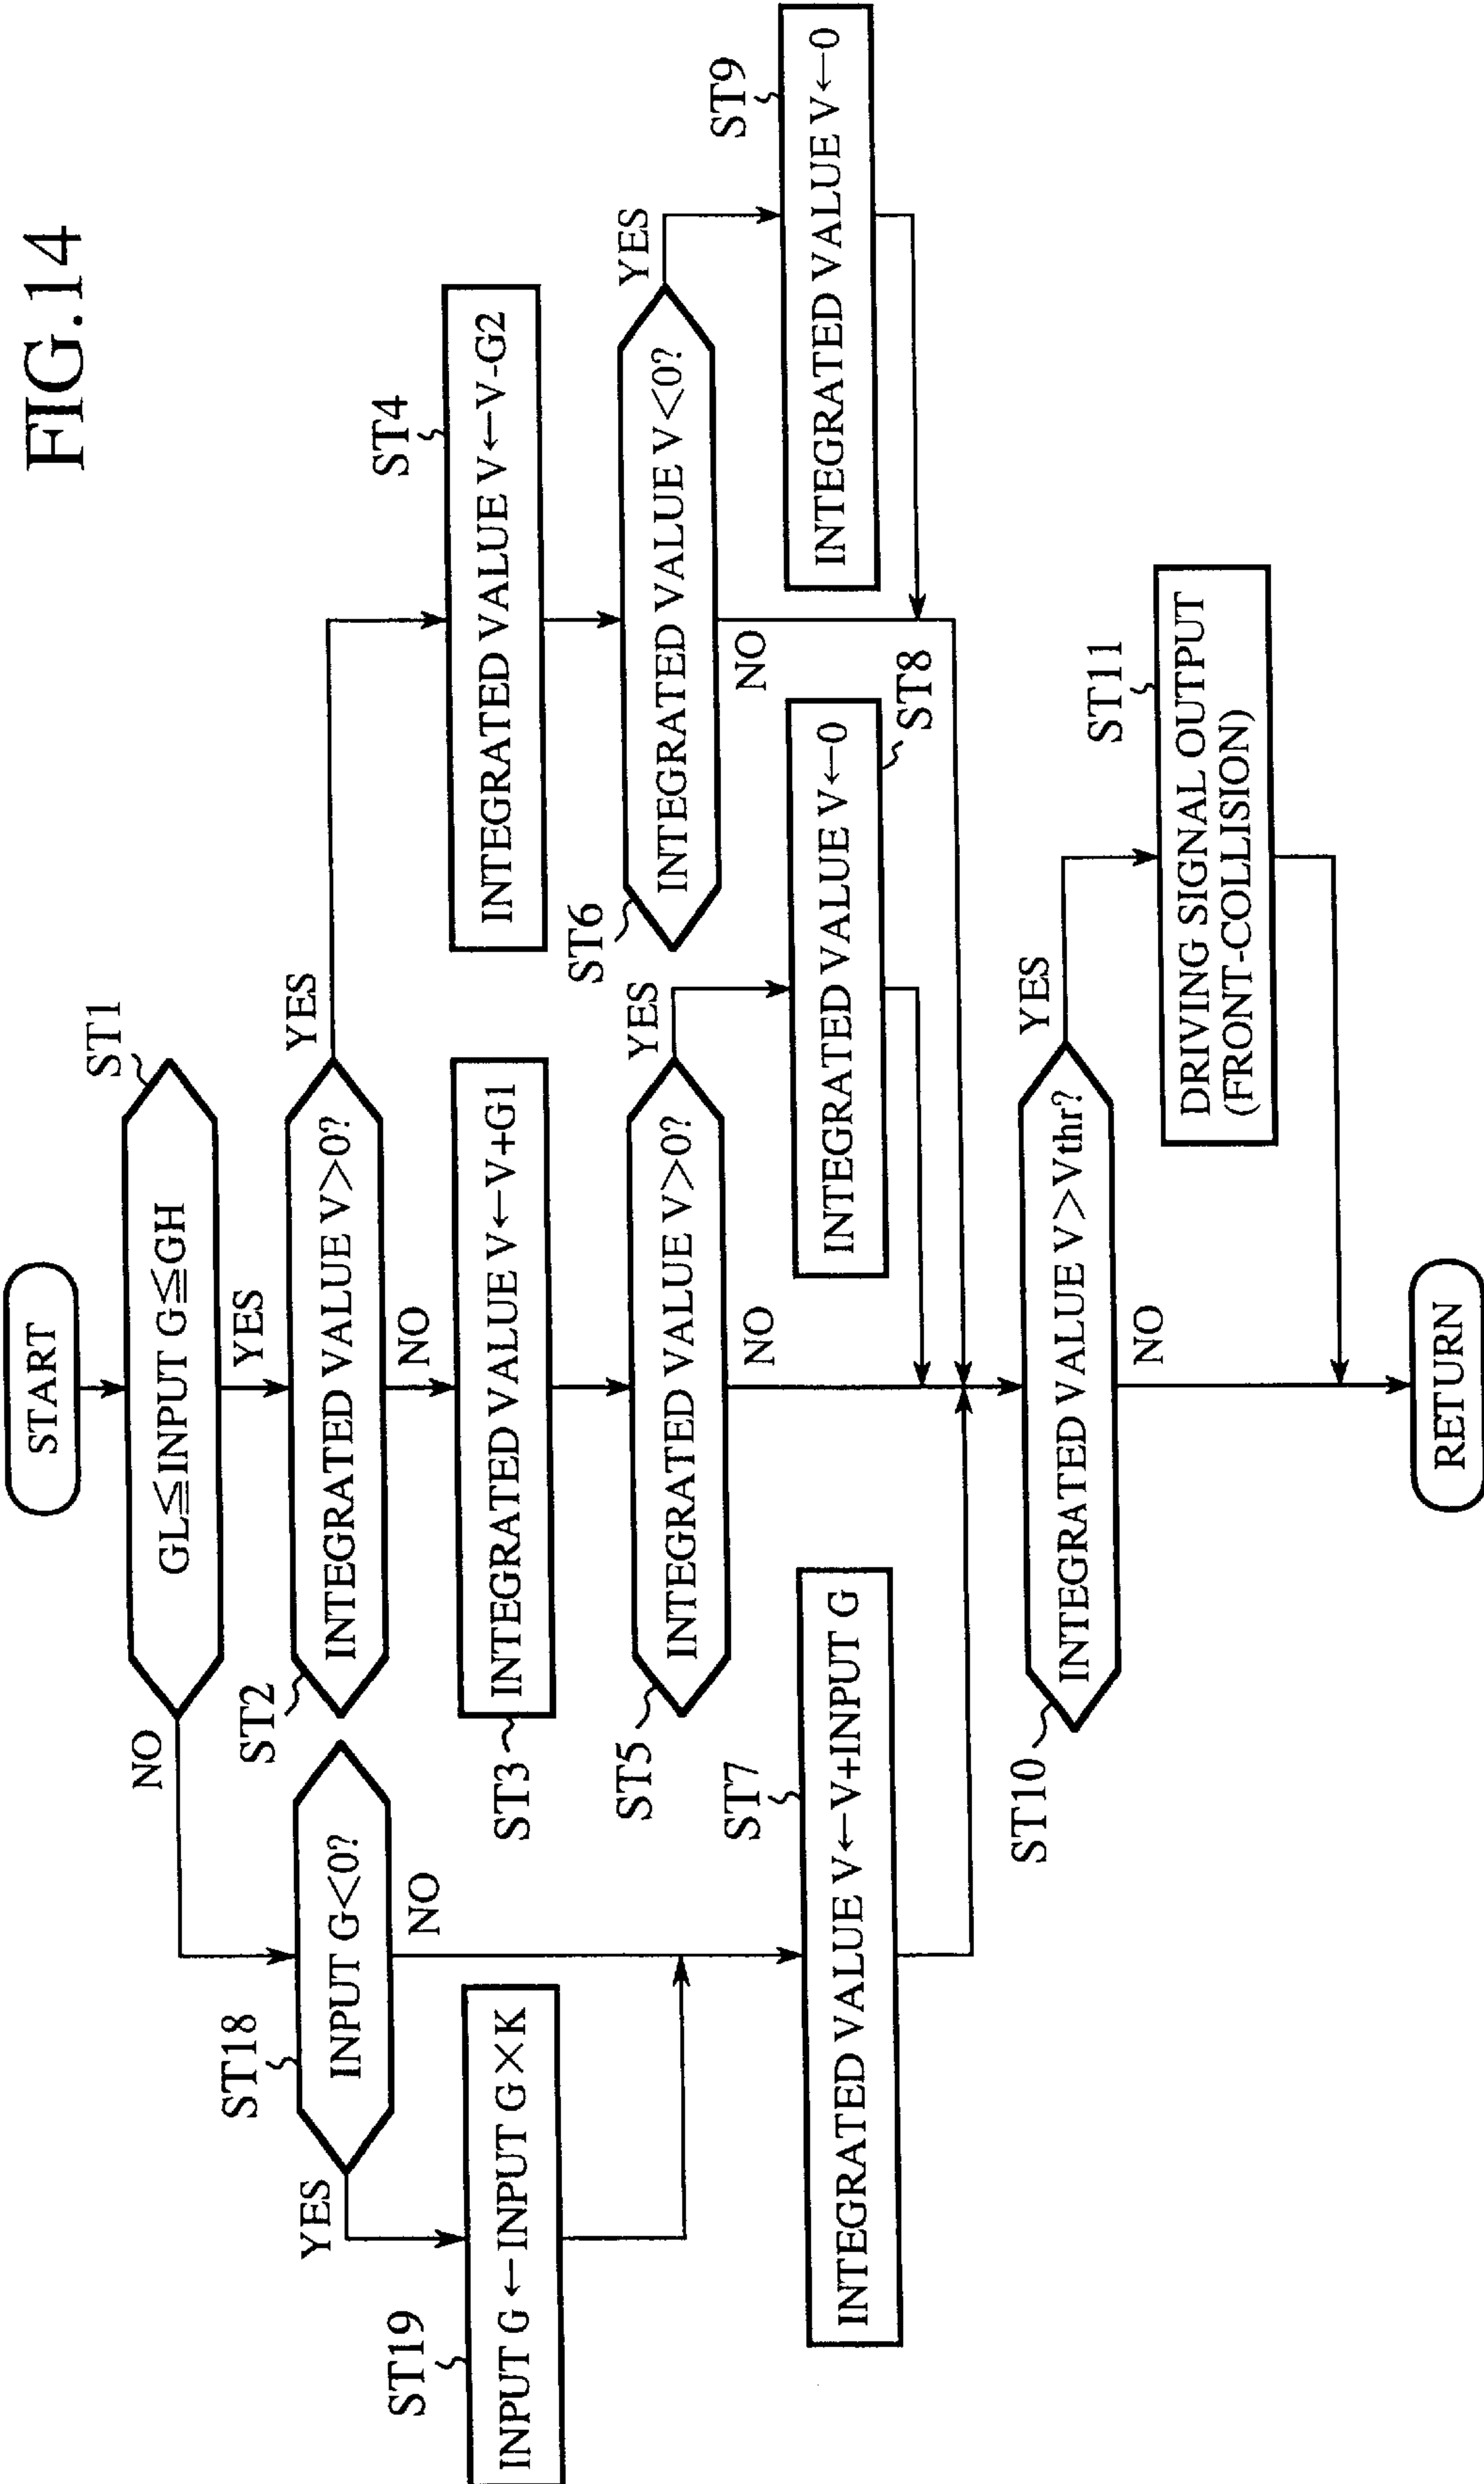 FIG.14
START
ST1
GL≦INPUT G≦GH
NO
YES
ST18
INPUT G<0?
YES
NO
ST2
INTEGRATED VALUE V>0?
YES
NO
ST19
INPUT G←INPUT G×K
ST3
INTEGRATED VALUE V←V+G1
ST4
INTEGRATED VALUE V←V-G2
ST5
INTEGRATED VALUE V>0?
YES
NO
ST6
INTEGRATED VALUE V<0?
YES
NO
ST7
INTEGRATED VALUE V←V+INPUT G
INTEGRATED VALUE V←0
ST8
ST9
INTEGRATED VALUE V←0
ST10
INTEGRATED VALUE V>Vthr?
YES
NO
ST11
DRIVING SIGNAL OUTPUT
(FRONT-COLLISION)
RETURN